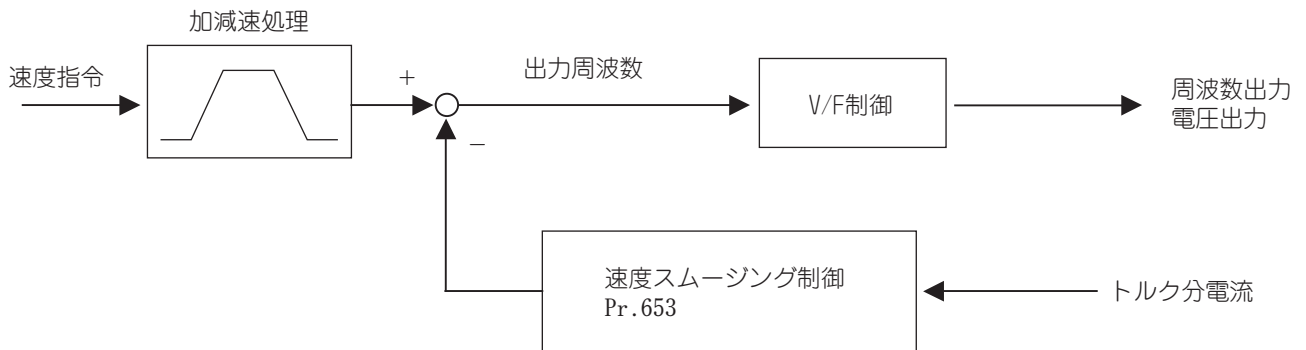 加減速処理
速度指令
+
出力周波数
V/F制御
周波数出力
電圧出力
−
速度スムージング制御
Pr.653
トルク分電流